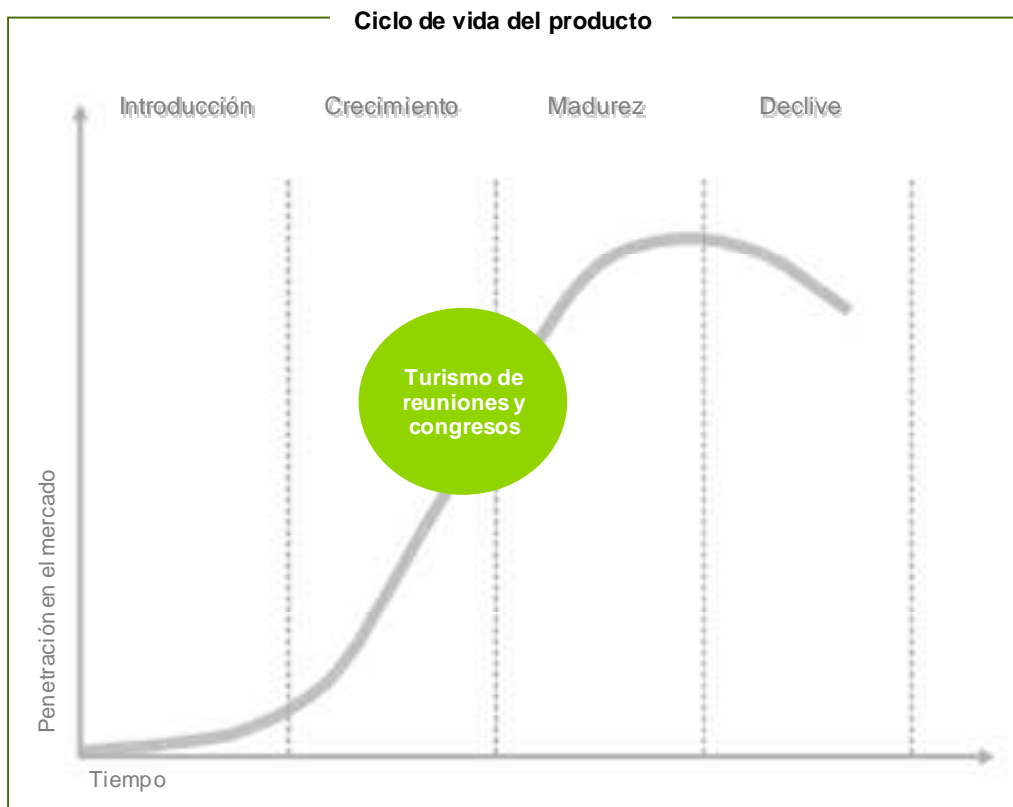 Ciclo de vida del producto
Introducción Crecimiento Madurez Declive
Turismo de
reuniones y
congresos
Penetración en el mercado
Tiempo